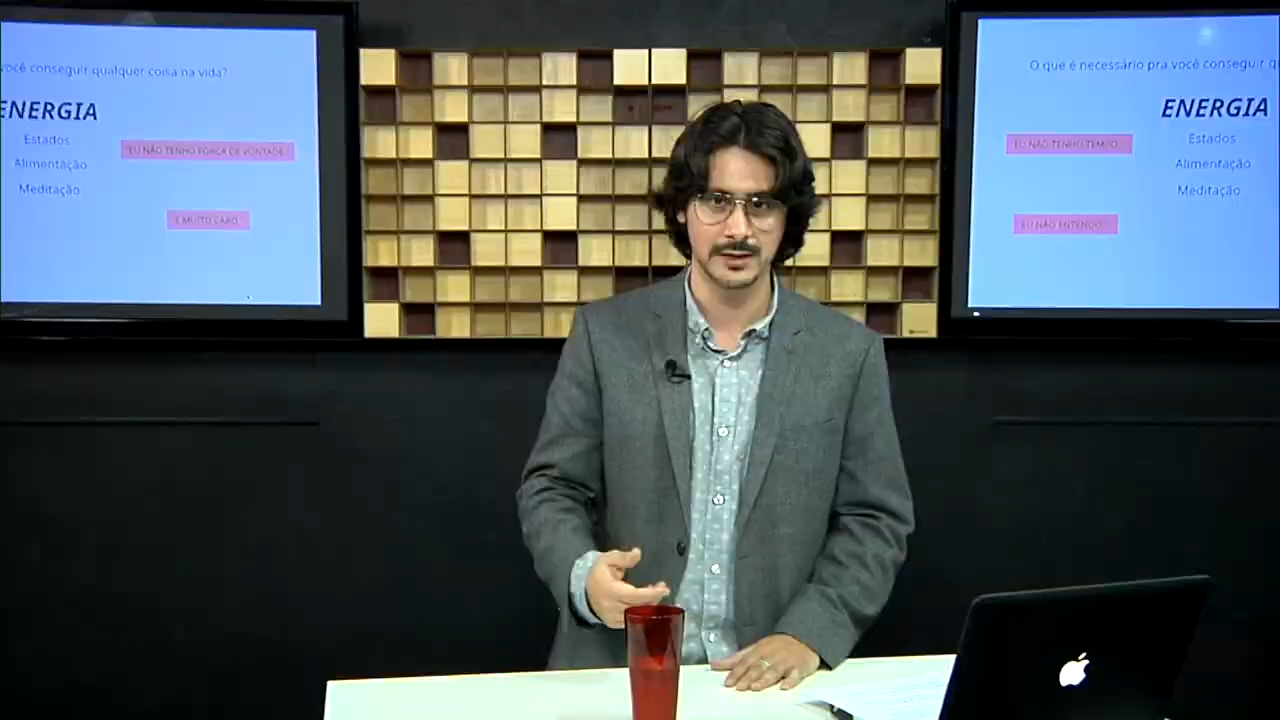 você conseguir qualquer coisa na vida?
ENERGIA
Estados
"EU NÃO TENHO FORÇA DE VONTADE
Alimentação
Meditação
É MUITO CARO
O que é necessário pra você conseguir
ENERGIA
EU NÃO TENHO TEMPO
Estados
Alimentação
Meditação
EU NÃO ENTENDO